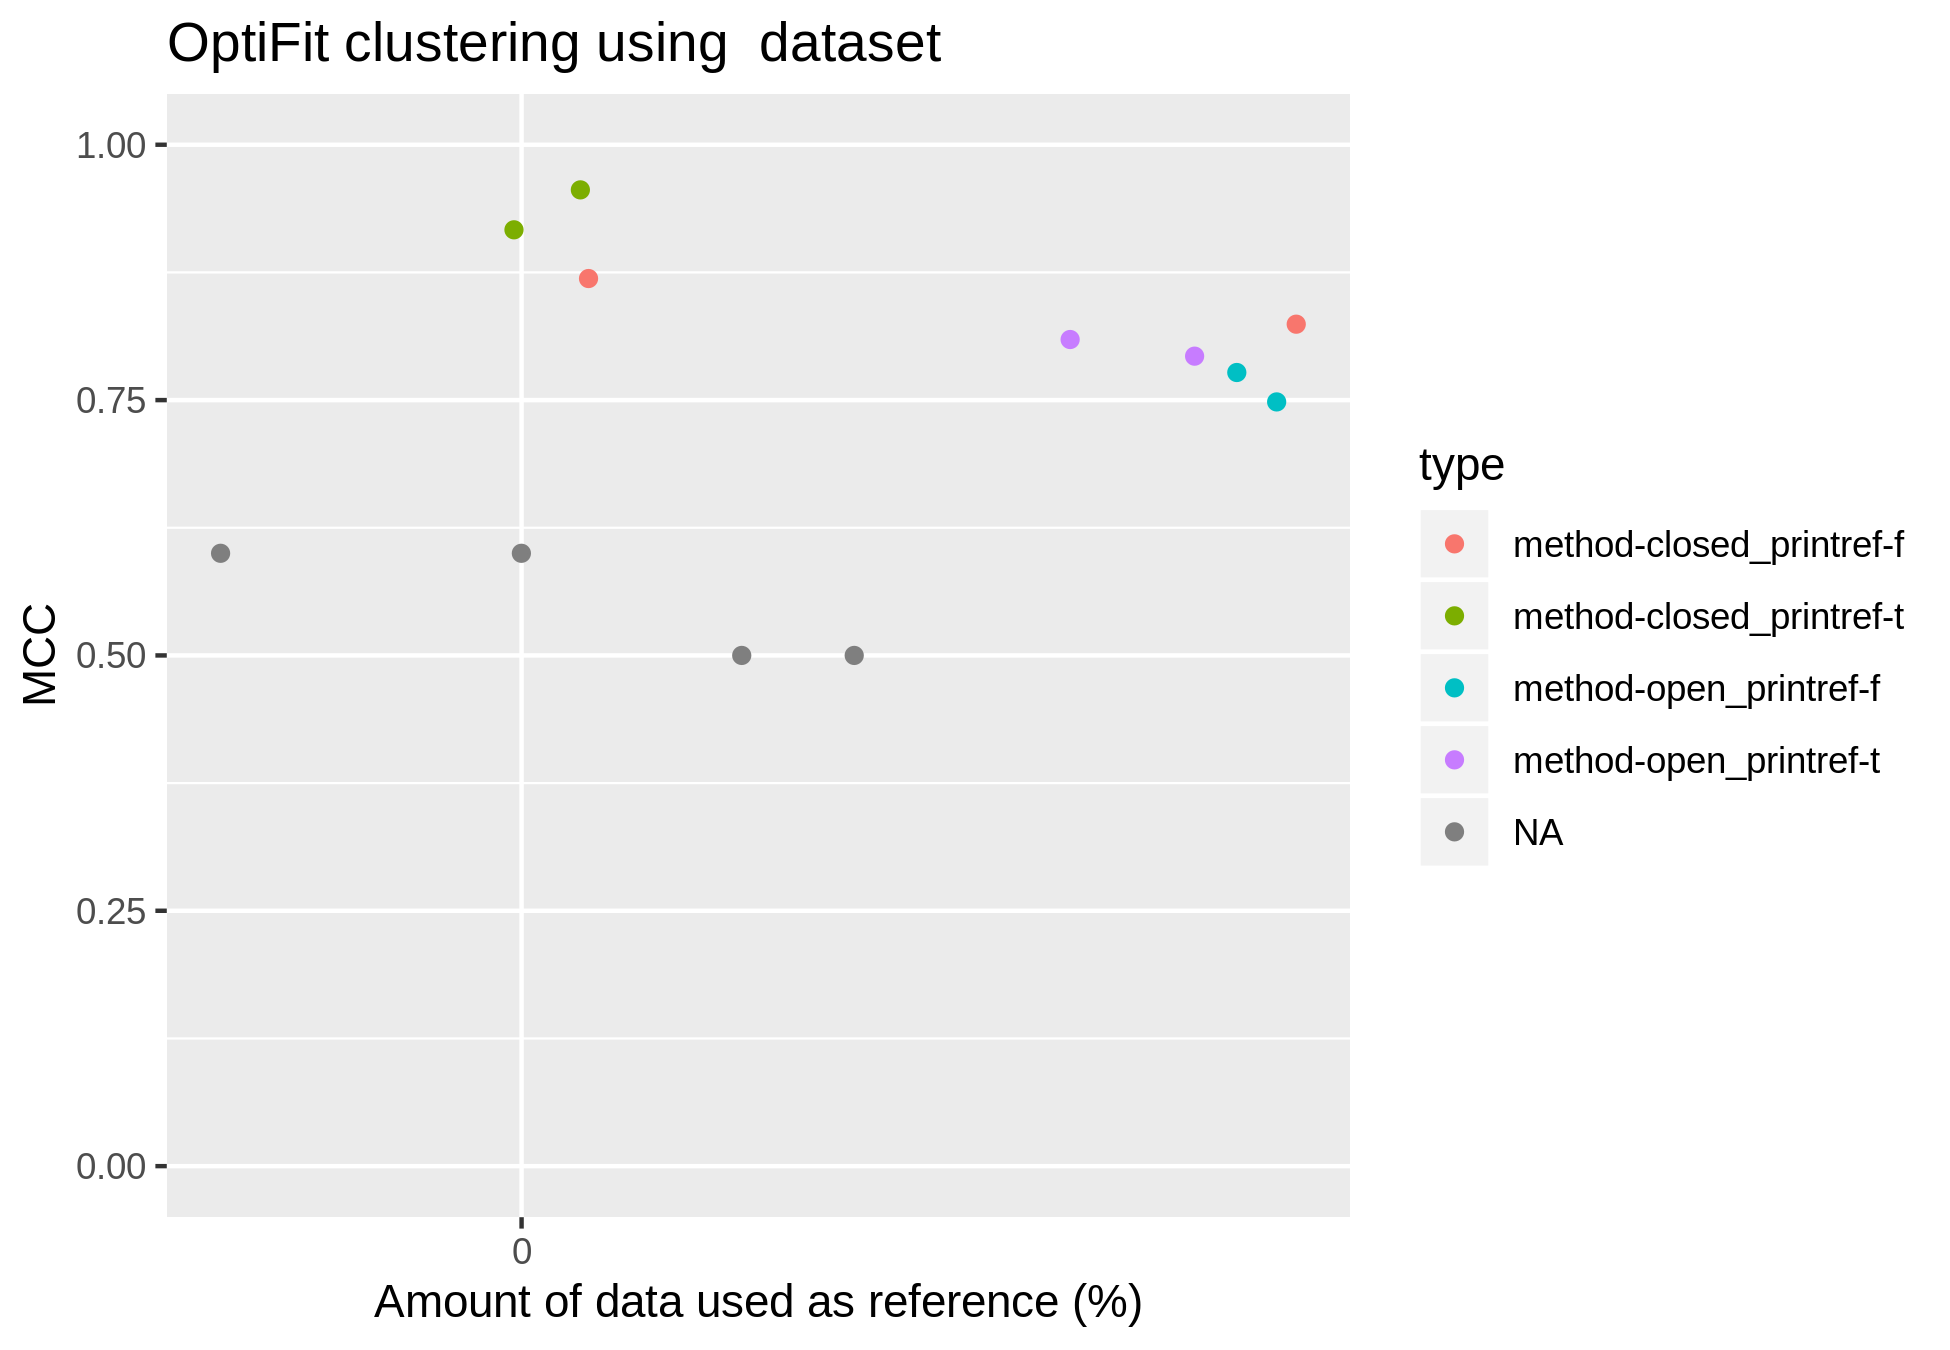 OptiFit clustering using  dataset
1.00
0.75
0.50
0.25
0.00
MCC
0
Amount of data used as reference (%)
type
method-closed_printref-f
method-closed_printref-t
method-open_printref-f
method-open_printref-t
NA